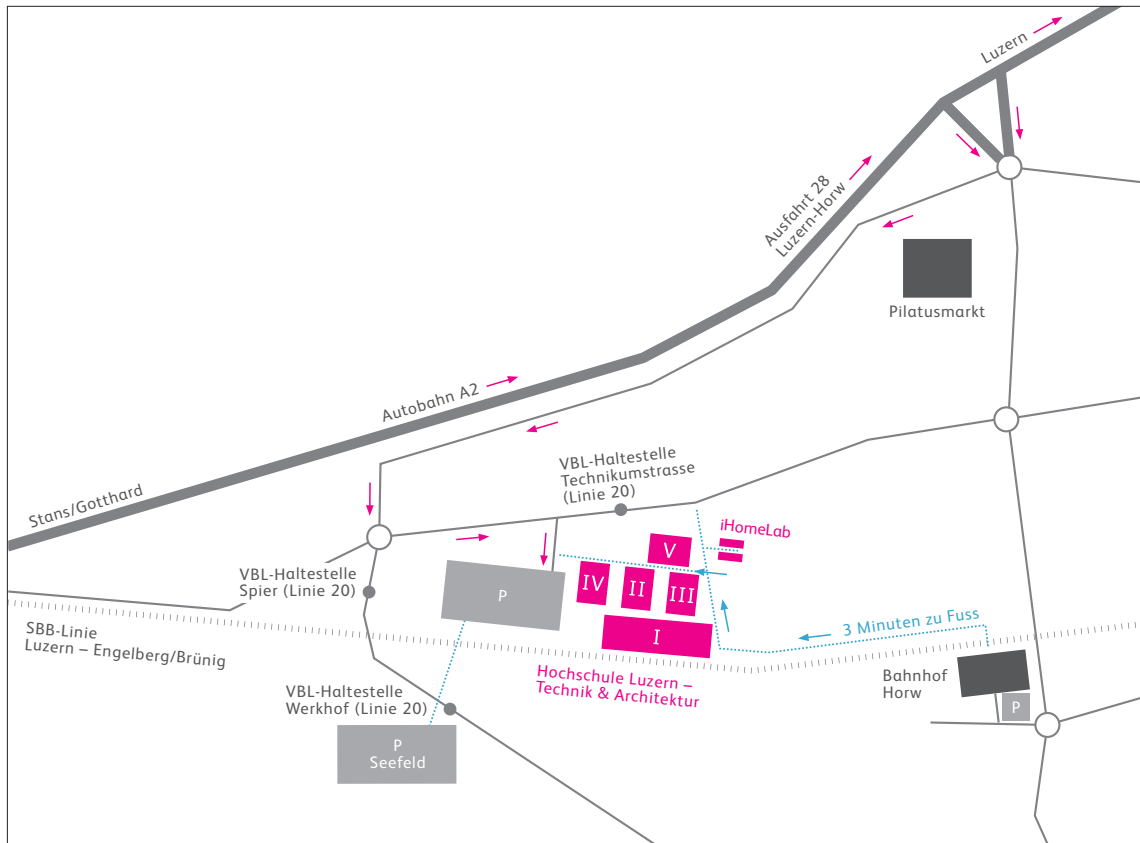 Luzern
Ausfahrt 28
Luzern-Horw
Pilatusmarkt
Autobahn A2
Stans/Gotthard
VBL-Haltestelle
Technikumstrasse
(Linie 20)
iHomeLab
V
IV
II
III
I
P
VBL-Haltestelle
Spier (Linie 20)
3 Minuten zu Fuss
SBB-Linie
Luzern – Engelberg/Brünig
Hochschule Luzern –
Technik & Architektur
Bahnhof
Horw
P
VBL-Haltestelle
Werkhof (Linie 20)
P
Seefeld